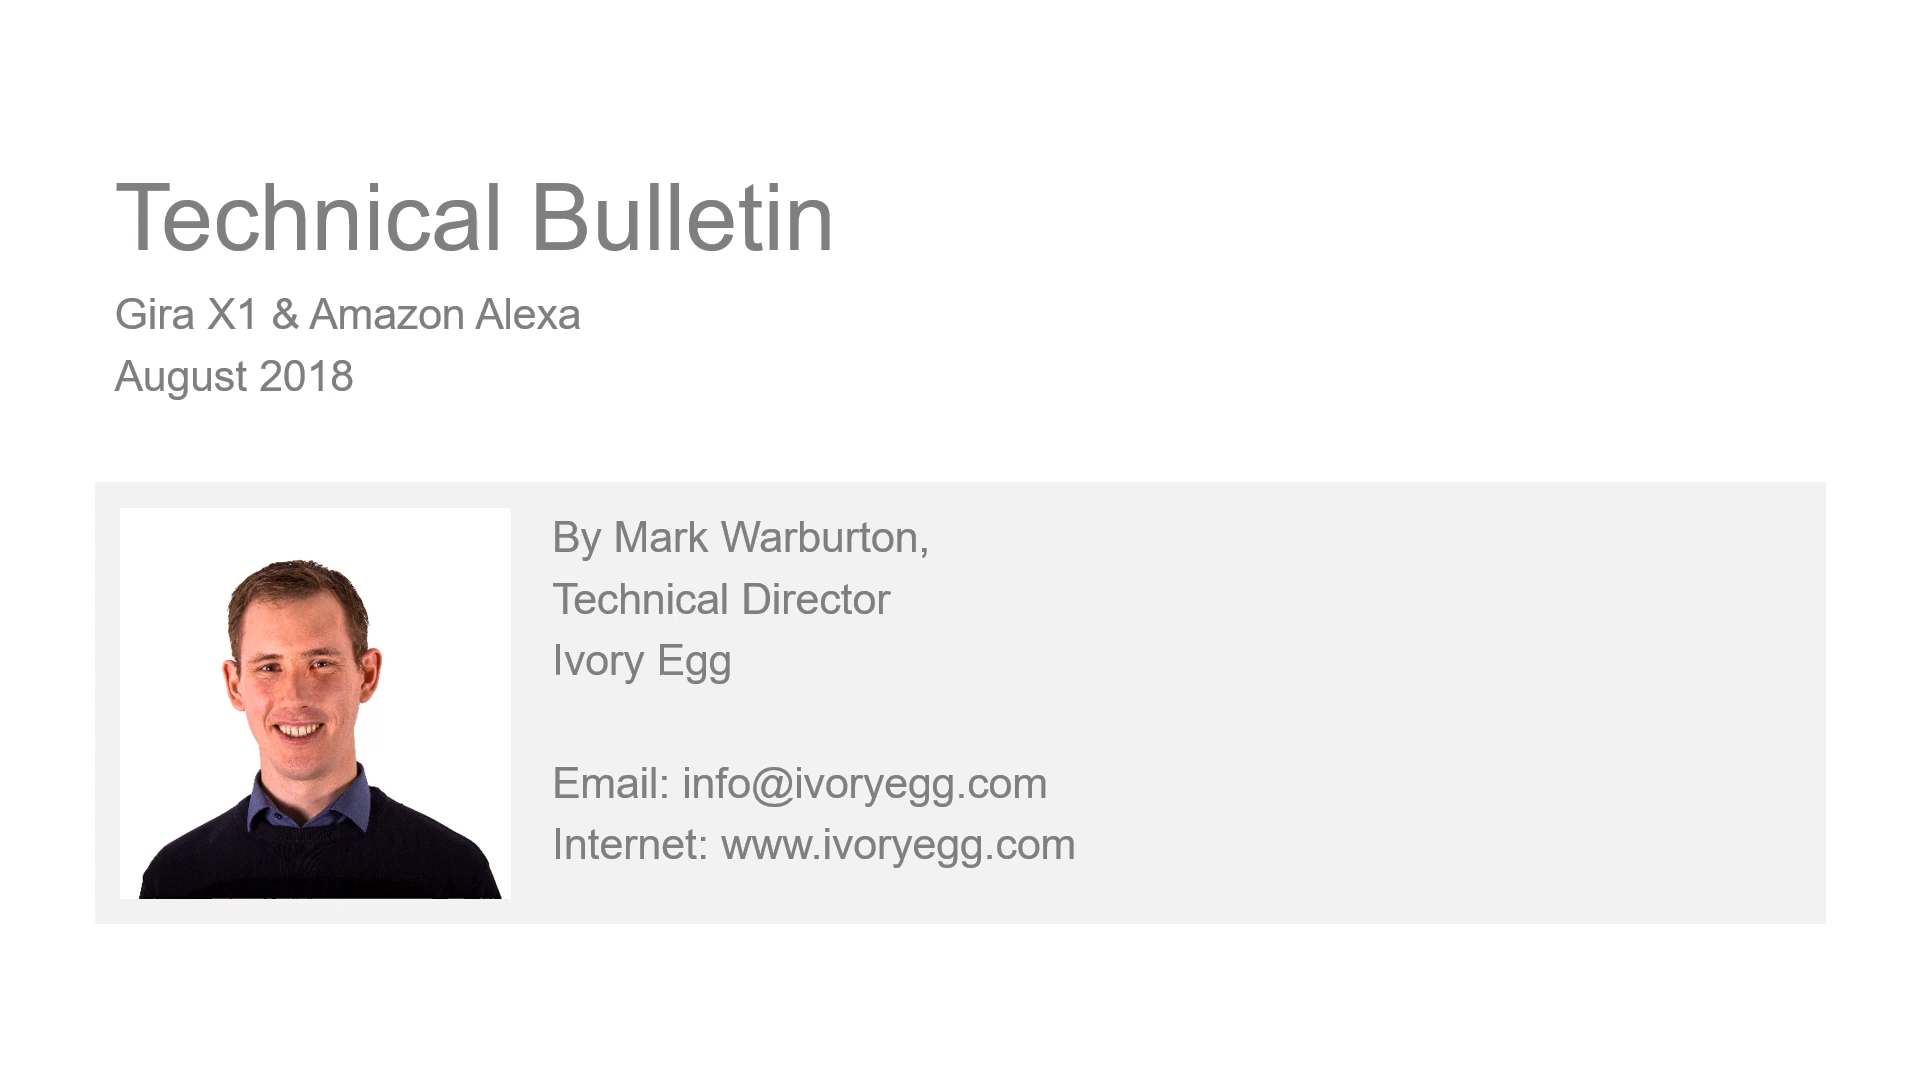 Technical Bulletin
Gira X1 & Amazon Alexa
August 2018
By Mark Warburton,
Technical Director
Ivory Egg
Email: info@ivoryegg.com
Internet: www.ivoryegg.com